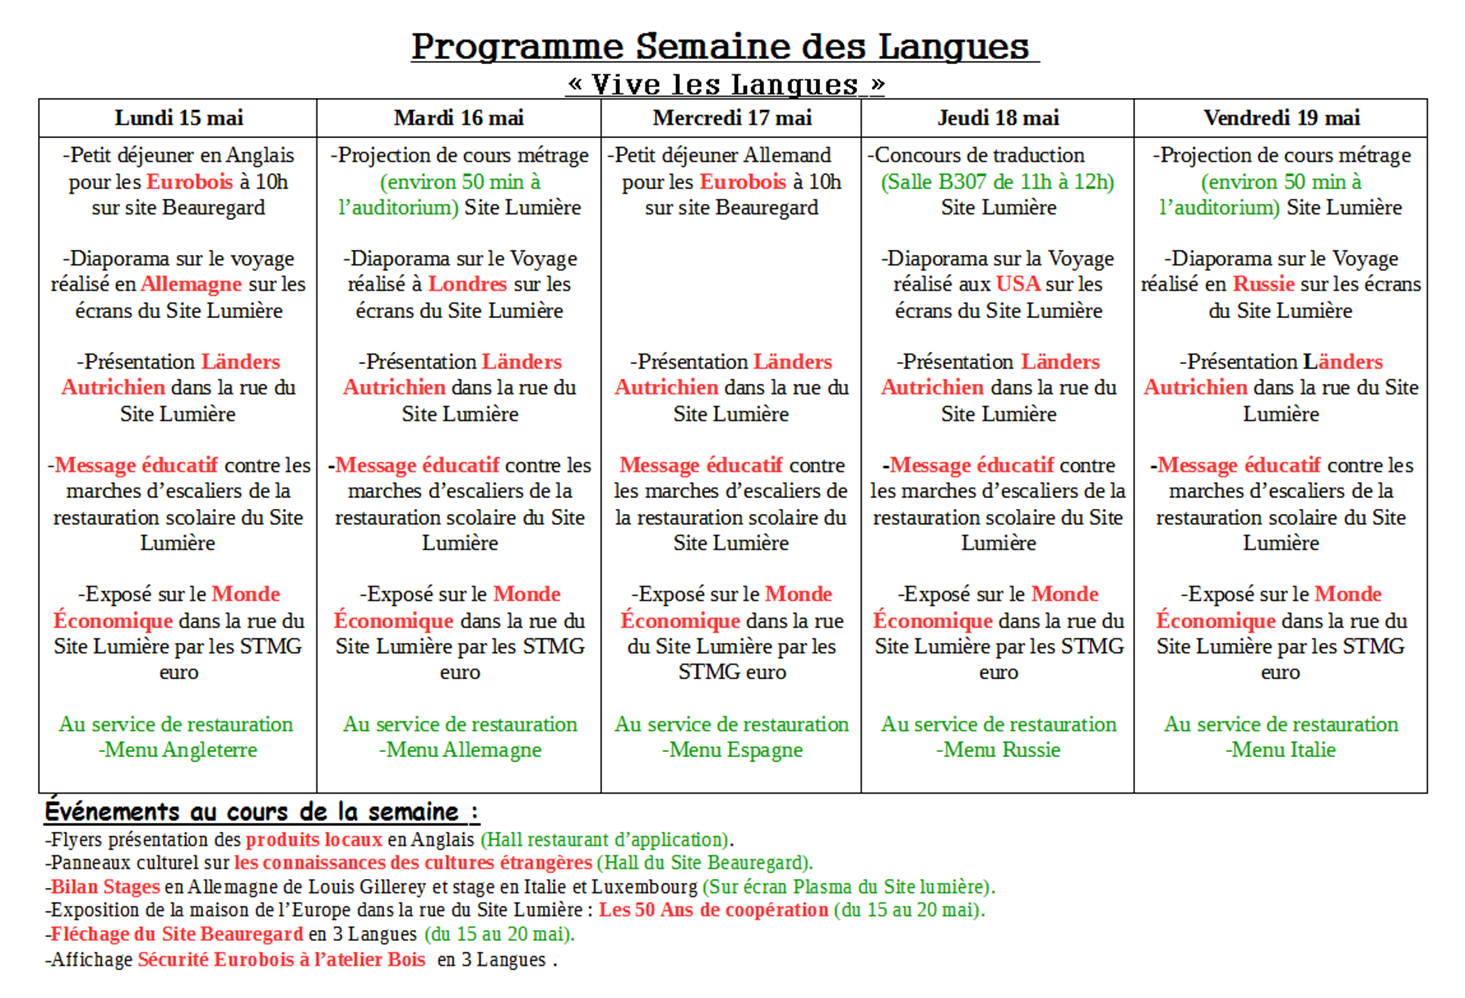 Programme Semaine des Langues
« Vive les Langues »
Lundi 15 mai
-Petit déjeuner en Anglais
pour les Eurobois à 10h
sur site Beauregard
-Diaporama sur le voyage
réalisé en Allemagne sur les
écrans du Site Lumière
-Présentation Länders
Autrichien dans la rue du
Site Lumière
-Message éducatif contre les
marches d’escaliers de la
restauration scolaire du Site
Lumière
-Exposé sur le Monde
Économique dans la rue du
Site Lumière par les STMG
euro
Au service de restauration
-Menu Angleterre
Mardi 16 mai
-Projection de cours métrage
(environ 50 min à
l’auditorium) Site Lumière
-Diaporama sur le Voyage
réalisé à Londres sur les
écrans du Site Lumière
-Présentation Länders
Autrichien dans la rue du
Site Lumière
-Message éducatif contre les
marches d’escaliers de la
restauration scolaire du Site
Lumière
-Exposé sur le Monde
Économique dans la rue du
Site Lumière par les STMG
euro
Au service de restauration
-Menu Allemagne
Mercredi 17 mai
-Petit déjeuner Allemand
pour les Eurobois à 10h
sur site Beauregard
-Présentation Länders
Autrichien dans la rue du
Site Lumière
Message éducatif contre
les marches d’escaliers de
la restauration scolaire du
Site Lumière
-Exposé sur le Monde
Économique dans la rue
du Site Lumière par les
STMG euro
Au service de restauration
-Menu Espagne
Jeudi 18 mai
-Concours de traduction
(Salle B307 de 11h à 12h)
Site Lumière
-Diaporama sur la Voyage
réalisé aux USA sur les
écrans du Site Lumière
-Présentation Länders
Autrichien dans la rue du
Site Lumière
-Message éducatif contre
les marches d’escaliers de la
restauration scolaire du Site
Lumière
-Exposé sur le Monde
Économique dans la rue du
Site Lumière par les STMG
euro
Au service de restauration
-Menu Russie
Vendredi 19 mai
-Projection de cours métrage
(environ 50 min à
l’auditorium) Site Lumière
-Diaporama sur le Voyage
réalisé en Russie sur les écrans
du Site Lumière
-Présentation Länders
Autrichien dans la rue du Site
Lumière
-Message éducatif contre les
marches d’escaliers de la
restauration scolaire du Site
Lumière
-Exposé sur le Monde
Économique dans la rue du
Site Lumière par les STMG
euro
Au service de restauration
-Menu Italie
Événements au cours de la semaine :
-Flyers présentation des produits locaux en Anglais (Hall restaurant d’application).
-Panneaux culturel sur les connaissances des cultures étrangères (Hall du Site Beauregard).
-Bilan Stages en Allemagne de Louis Gillerey et stage en Italie et Luxembourg (Sur écran Plasma du Site lumière).
-Exposition de la maison de l’Europe dans la rue du Site Lumière : Les 50 Ans de coopération (du 15 au 20 mai).
-Fléchage du Site Beauregard en 3 Langues (du 15 au 20 mai).
-Affichage Sécurité Eurobois à l’atelier Bois en 3 Langues .